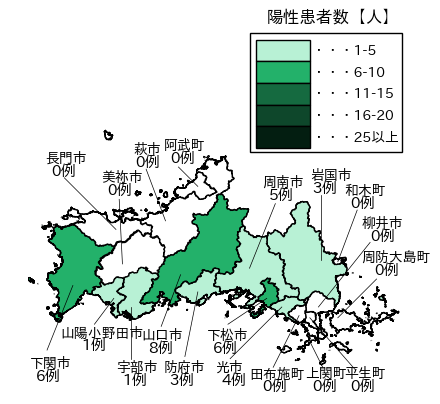 陽性患者数【人】
・・・1-5
・・・6-10
・・・11-15
・・・16-20
・・・25以上
阿武町
0例
萩市
0例
長門市
0例
美祢市
0例
周南市
5例
岩国市
3例
和木町
0例
柳井市
0例
周防大島町
0例
下関市
6例
山陽小野田市
1例
宇部市
1例
山口市
8例
防府市
3例
下松市
6例
光市
4例
田布施町
0例
上関町
0例
平生町
0例